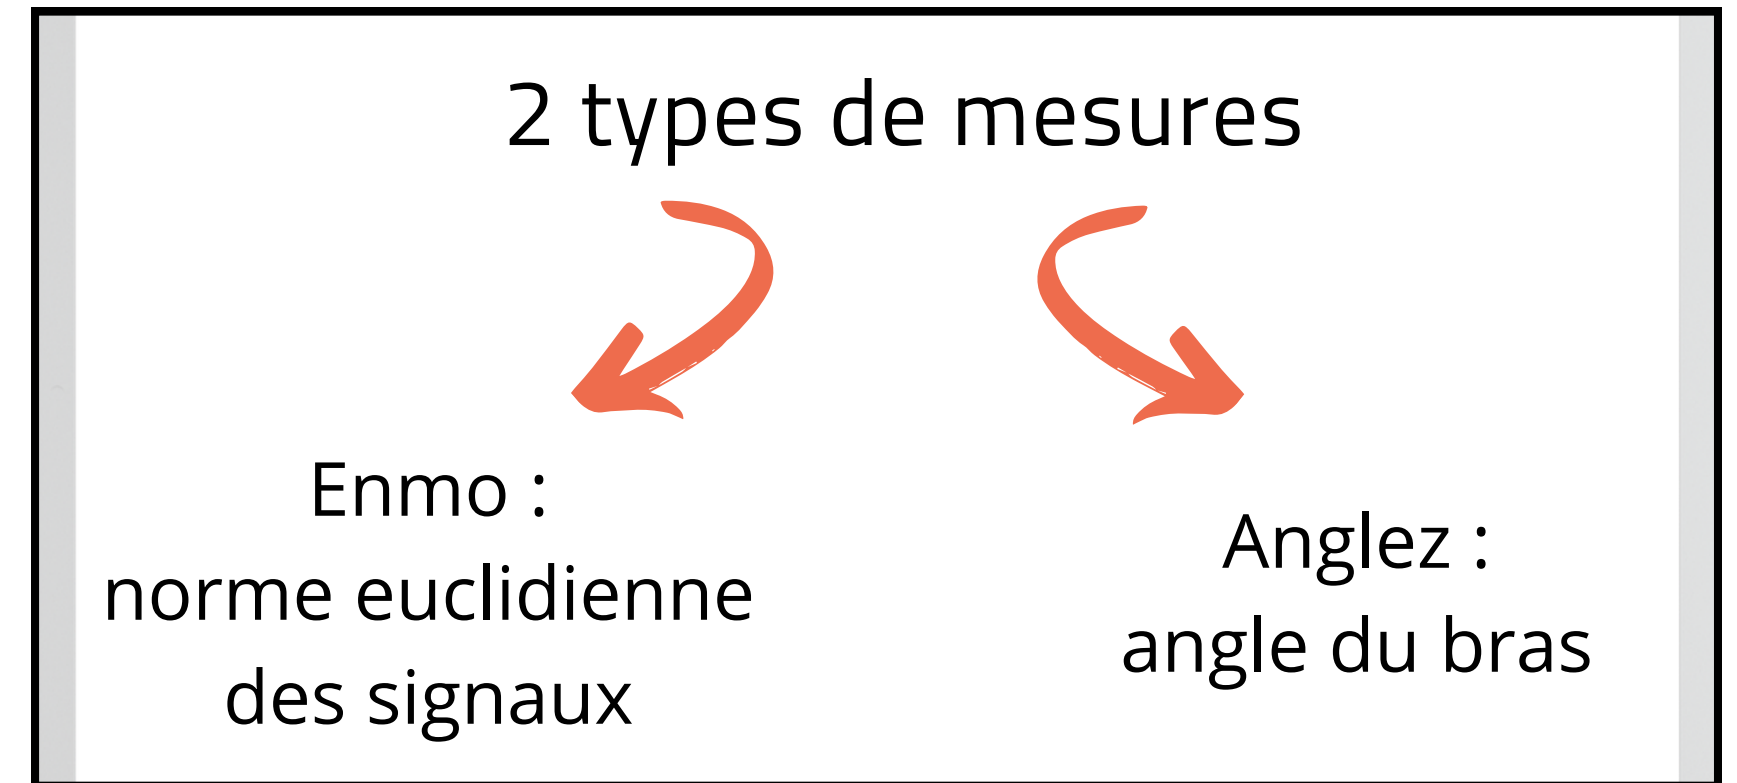 2 types de mesures
Enmo :
norme euclidienne
des signaux
Anglez :
angle du bras